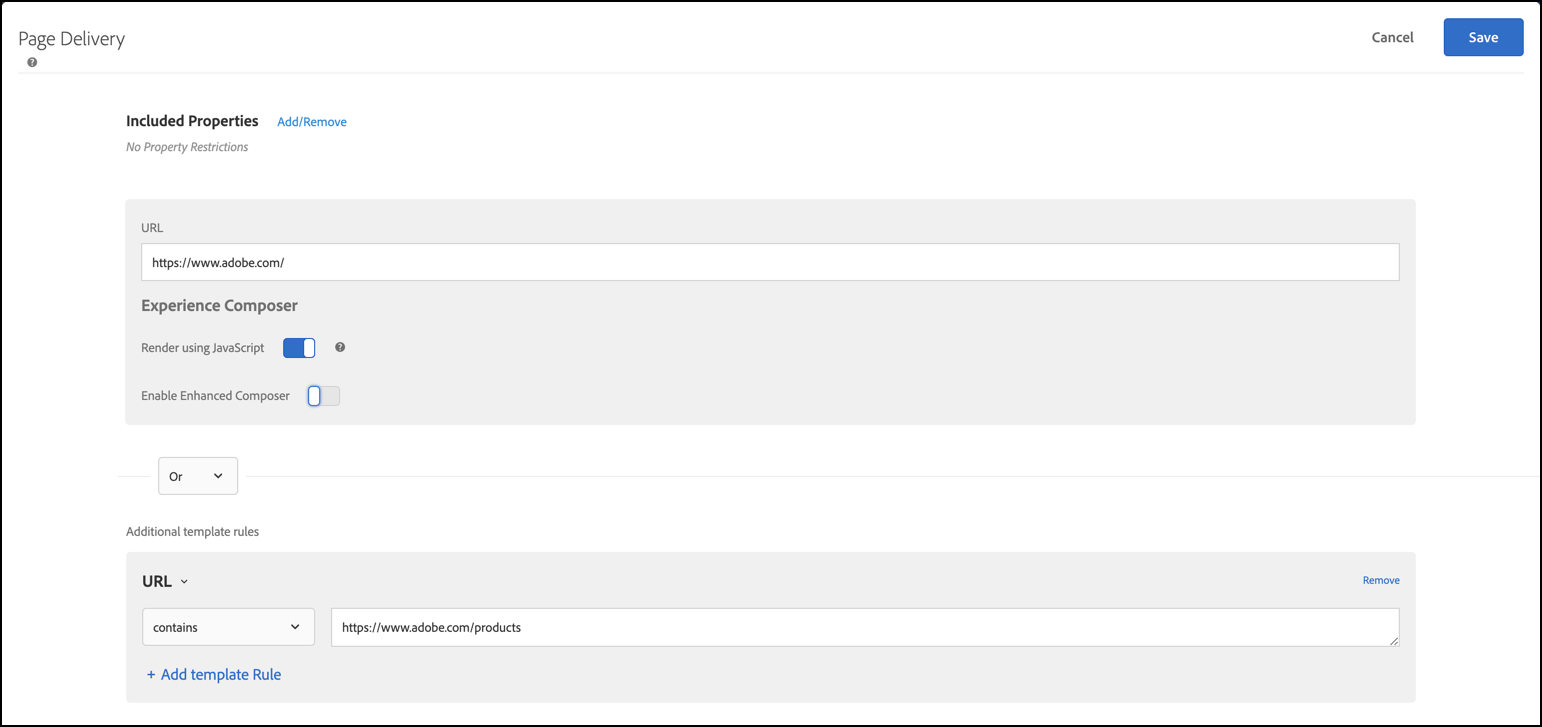 Page Delivery
Cancel
Save
Included Properties
Add/Remove
No Property Restrictions
URL
https://www.adobe.com/
Experience Composer
Render using JavaScript
Enable Enhanced Composer
Or
Additional template rules
URL
Remove
contains
https://www.adobe.com/products
+ Add template Rule